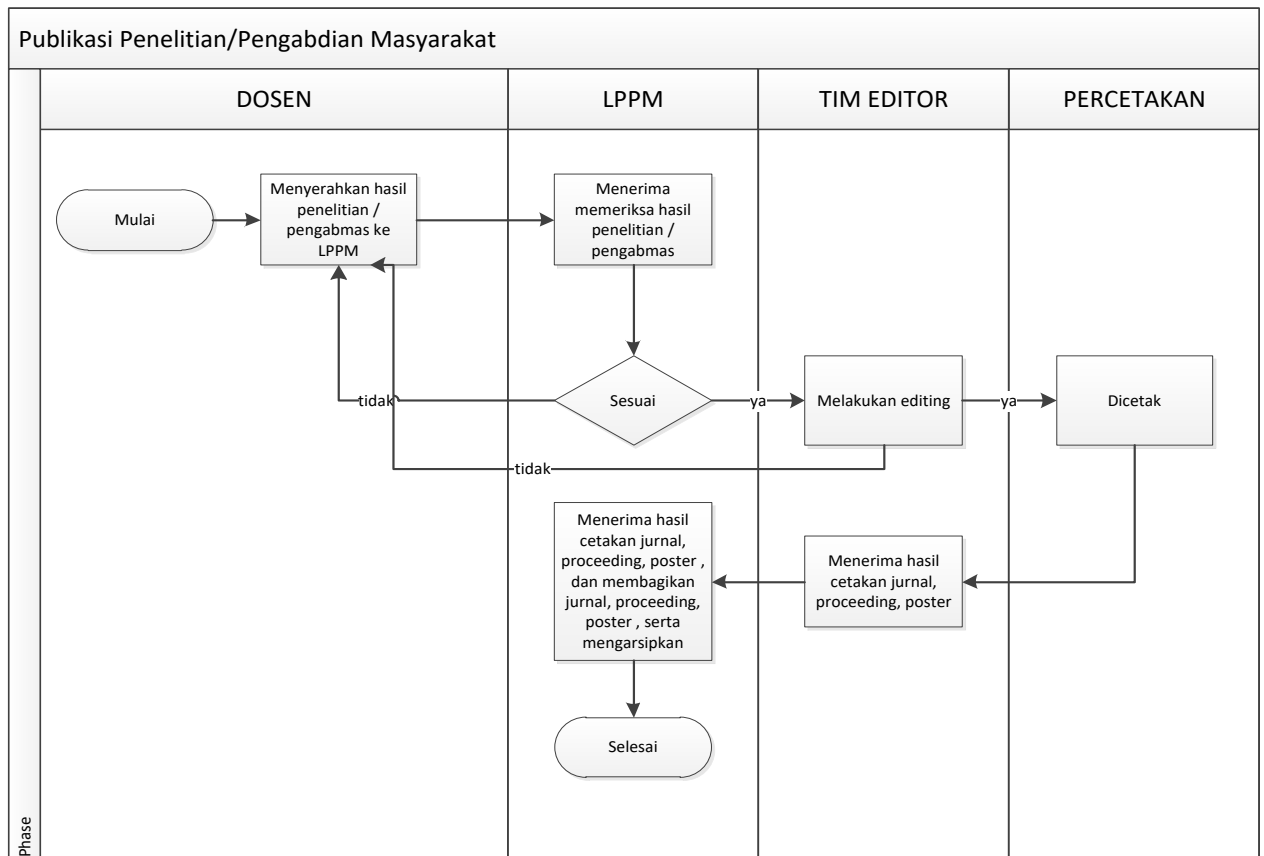 Publikasi Penelitian/Pengabdian Masyarakat
DOSEN
LPPM
TIM EDITOR
PERCETAKAN
Mulai
Menyerahkan hasil
penelitian /
pengabmas ke
LPPM
Menerima
memeriksa hasil
penelitian /
pengabmas
tidak
Sesuai
ya
Melakukan editing
ya
Dicetak
tidak
Menerima hasil
cetakan jurnal,
proceeding, poster ,
dan membagikan
jurnal, proceeding,
poster , serta
mengarsipkan
Menerima hasil
cetakan jurnal,
proceeding, poster
Selesai
Phase